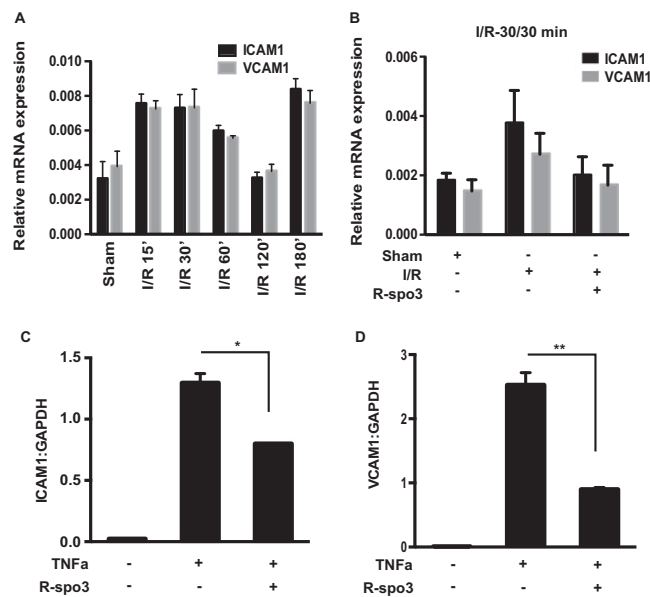 A
Relative mRNA expression
0.010
0.008
0.006
0.004
0.002
0.000
ICAM1
VCAM1
Sham
I/R 15'
I/R 30'
I/R 60'
I/R 120'
I/R 180'
B
I/R-30/30 min
Relative mRNA expression
0.006
0.004
0.002
0.000
ICAM1
VCAM1
Sham + - -
I/R - + +
R-spo3 - - +
C
ICAM1:GAPDH
1.5
1.0
0.5
0.0
*
TNFa - + +
R-spo3 - - +
D
VCAM1:GAPDH
3
2
1
0
**
TNFa - + +
R-spo3 - - +